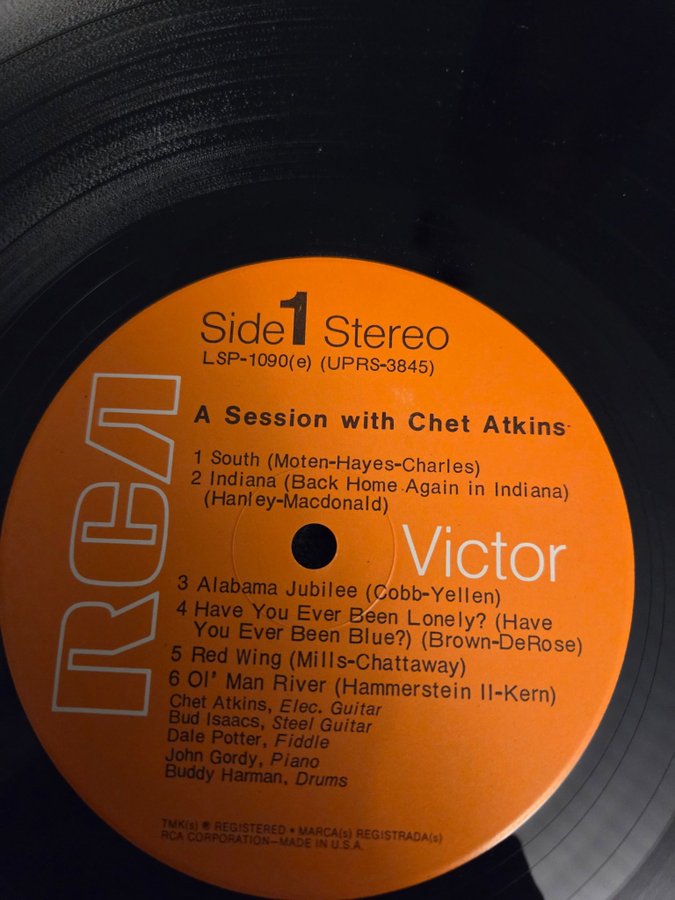 Side 1 Stereo
LSP-1090(e) (UPRS-3845)
A Session with Chet Atkins
1 South (Moten-Hayes-Charles)
2 Indiana (Back Home Again in Indiana)
(Hanley-Macdonald)
RCA
Victor
3 Alabama Jubilee (Cobb-Yellen)
4 Have You Ever Been Lonely? (Have
You Ever Been Blue?) (Brown-DeRose)
5 Red Wing (Mills-Chattaway)
6 Ol' Man River (Hammerstein II-Kern)
Chet Atkins, Elec. Guitar
Bud Isaacs, Steel Guitar
Dale Potter, Fiddle
John Gordy, Piano
Buddy Harman, Drums
TMK(s) ® REGISTERED • MARCA(s) REGISTRADA(s)
RCA CORPORATION—MADE IN U.S.A.